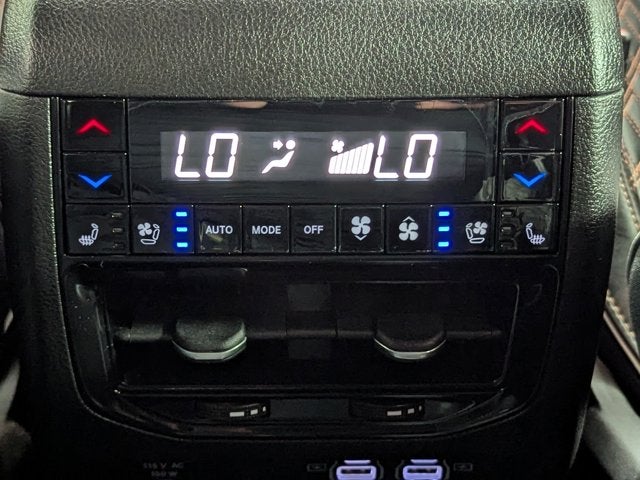 LO LO
AUTO MODE OFF
115 V AC
150 W